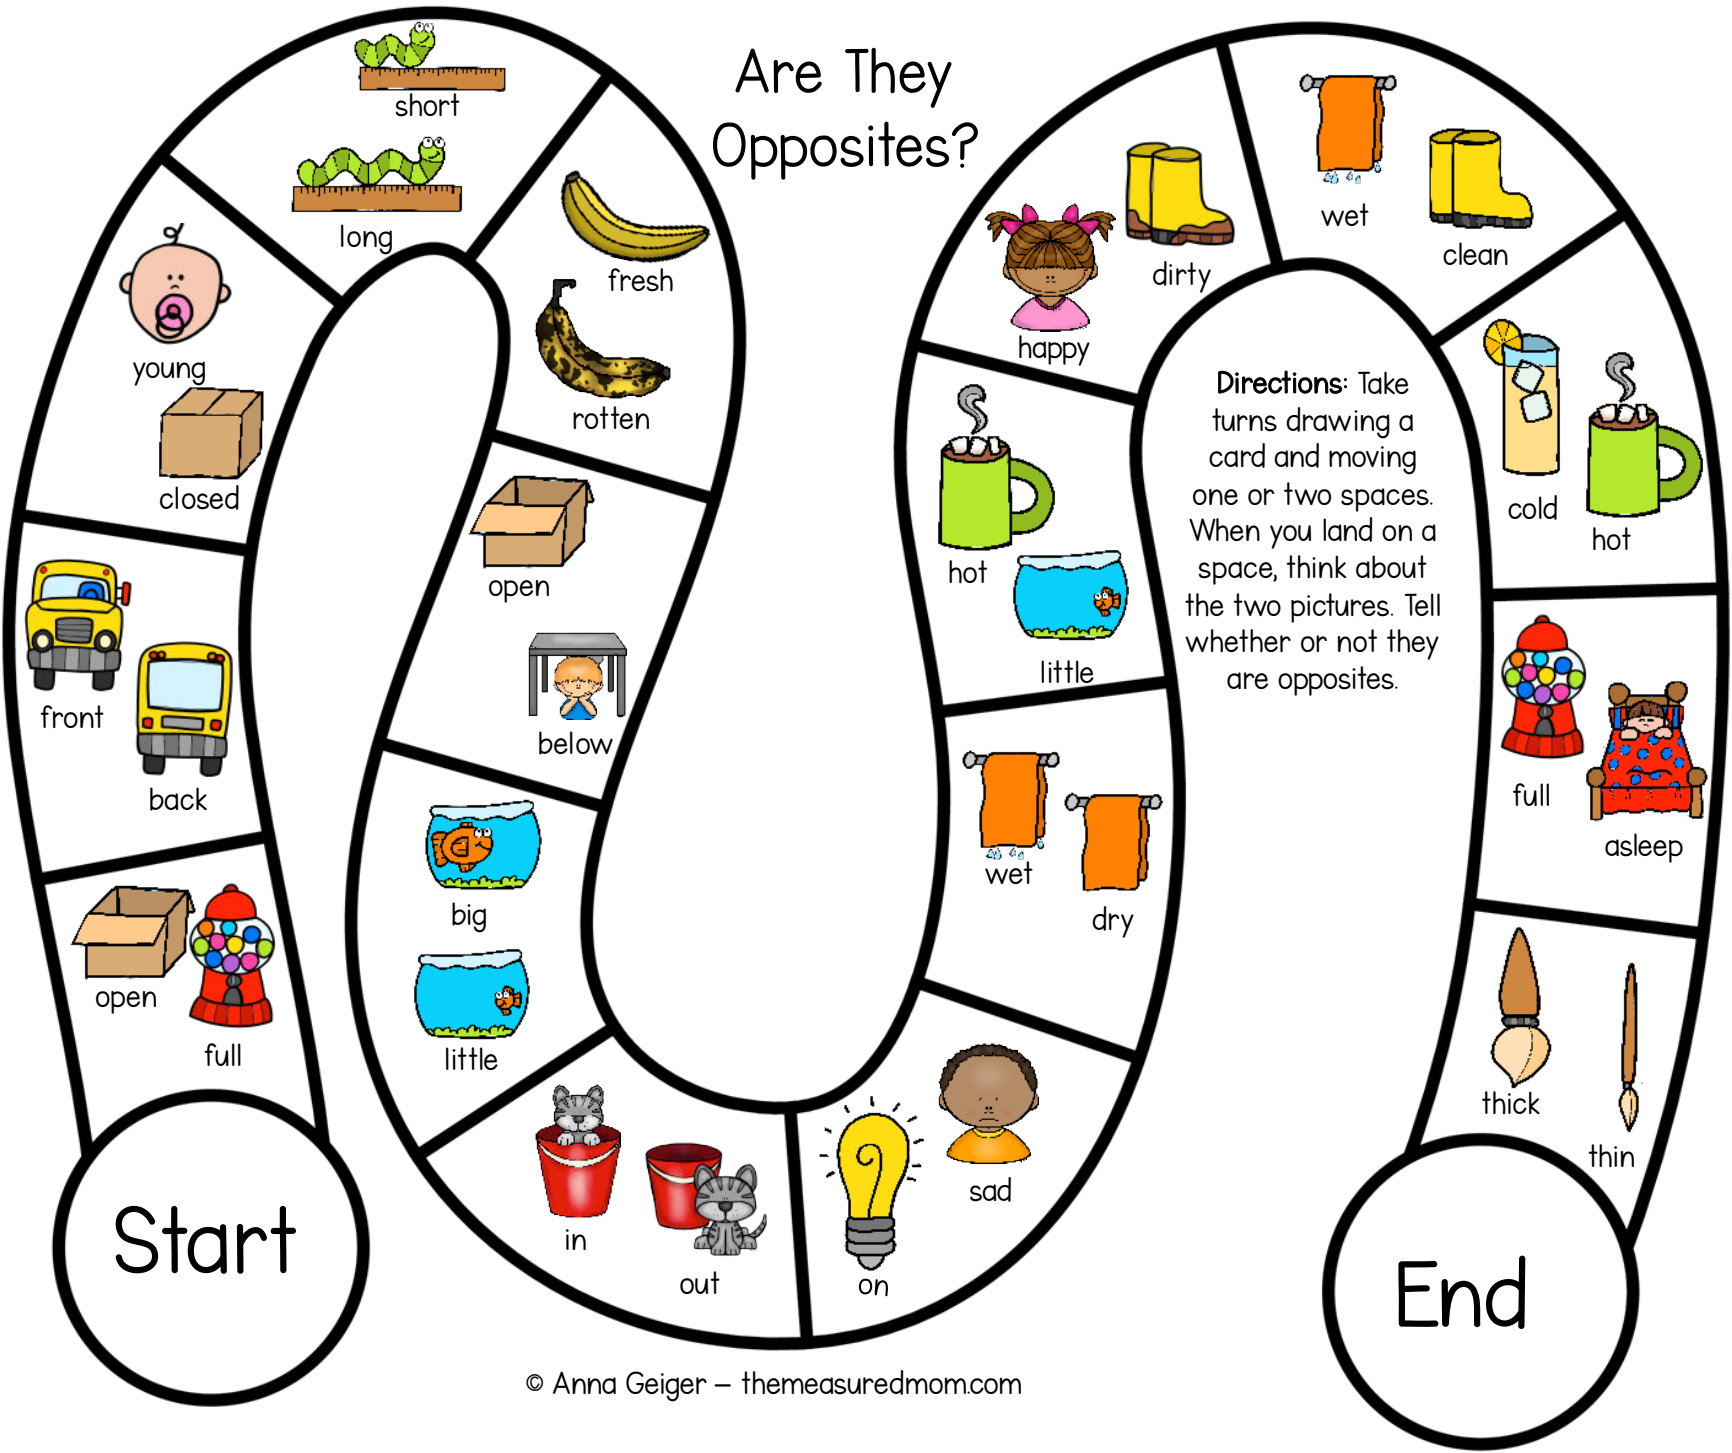 Are They
Opposites?
Start
open
full
front
back
young
closed
short
long
fresh
rotten
open
below
big
little
in
out
on
sad
wet
dry
hot
little
happy
dirty
wet
clean
cold
hot
full
asleep
thick
thin
End
Directions: Take
turns drawing a
card and moving
one or two spaces.
When you land on a
space, think about
the two pictures. Tell
whether or not they
are opposites.
© Anna Geiger – themeasuredmom.com